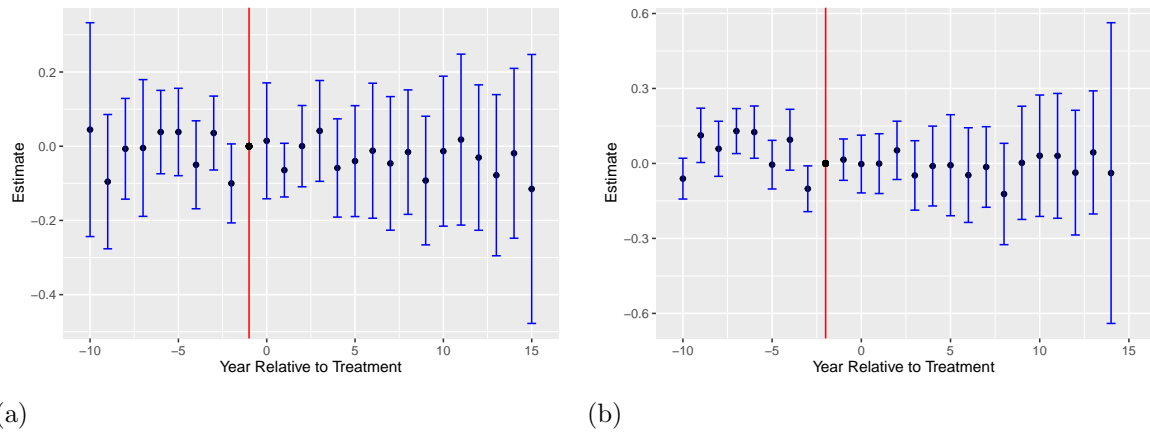 0.2
0.0
−0.2
−0.4
Estimate
−10 −5 0 5 10 15
Year Relative to Treatment
(a)
0.6
0.3
0.0
−0.3
−0.6
Estimate
−10 −5 0 5 10 15
Year Relative to Treatment
(b)